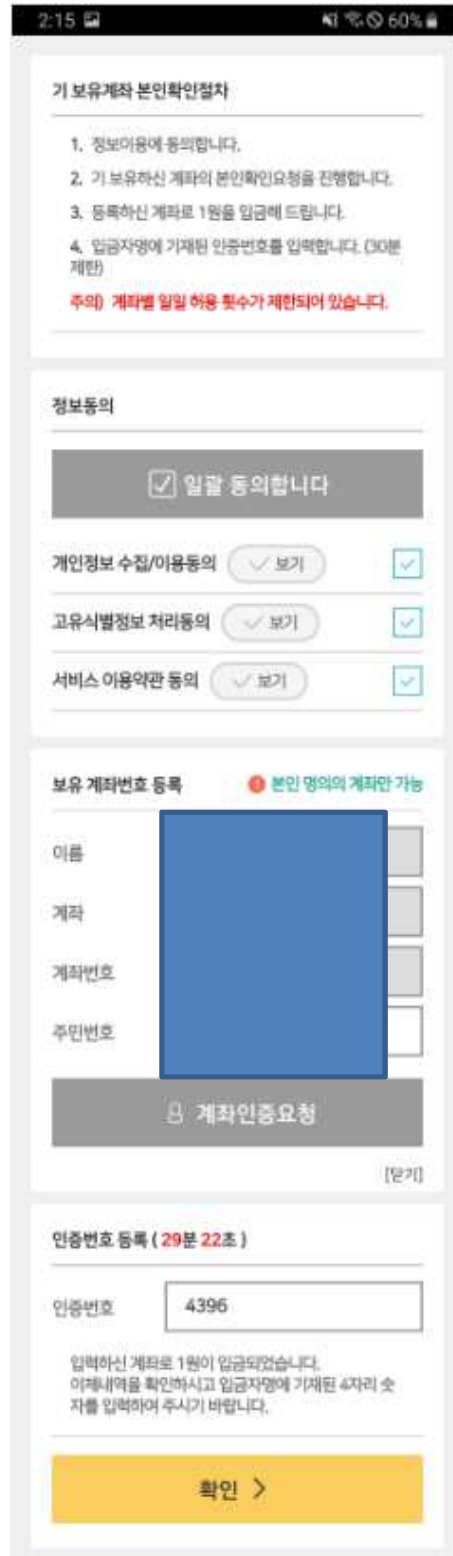 2:15 60%
기 보유계좌 본인확인절차
1. 정보이용에 동의합니다.
2. 기 보유하신 계좌의 본인확인요청을 진행합니다.
3. 등록하신 계좌로 1원을 입금해 드립니다.
4. 입금자명에 기재된 인증번호를 입력합니다. (30분
제한)
주의) 계좌별 일일 허용 횟수가 제한되어 있습니다.
정보동의
일괄 동의합니다
개인정보 수집/이용동의 보기
고유식별정보 처리동의 보기
서비스 이용약관 동의 보기
보유 계좌번호 등록 본인 명의의 계좌만 가능
이름
계좌
계좌번호
주민번호
계좌인증요청
[닫기]
인증번호 등록 ( 29분 22초 )
인증번호 4396
입력하신 계좌로 1원이 입금되었습니다.
이체내역을 확인하시고 입금자명에 기재된 4자리 숫
자를 입력하여 주시기 바랍니다.
확인 >